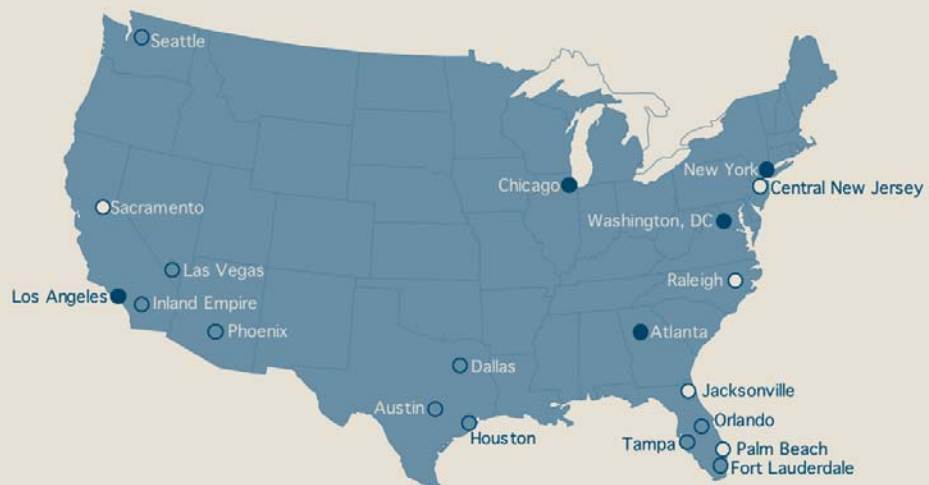 Seattle
New York
Chicago
Central New Jersey
Sacramento
Washington, DC
Las Vegas
Raleigh
Los Angeles
Inland Empire
Phoenix
Atlanta
Dallas
Jacksonville
Austin
Orlando
Houston
Tampa
Palm Beach
Fort Lauderdale